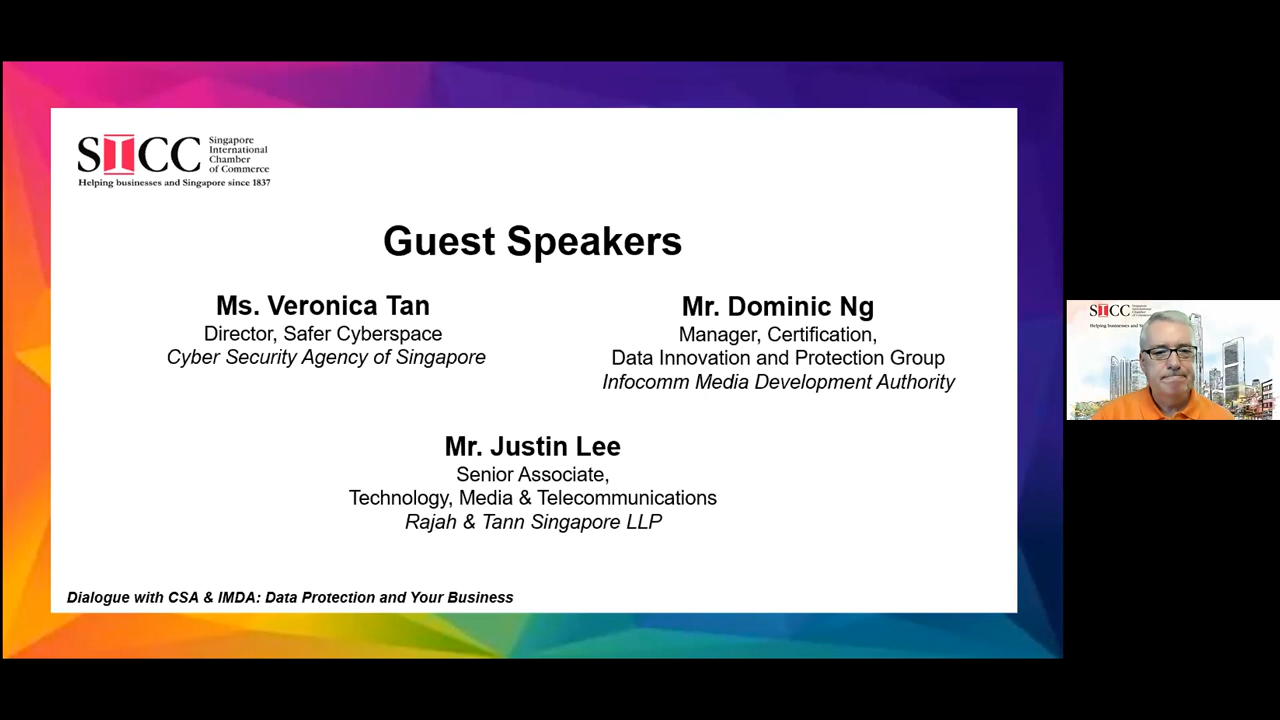 SICC
Singapore
International
Chamber
of Commerce
Helping businesses and Singapore since 1837
Guest Speakers
Ms. Veronica Tan
Director, Safer Cyberspace
Cyber Security Agency of Singapore
Mr. Dominic Ng
Manager, Certification,
Data Innovation and Protection Group
Infocomm Media Development Authority
Mr. Justin Lee
Senior Associate,
Technology, Media & Telecommunications
Rajah & Tann Singapore LLP
Dialogue with CSA & IMDA: Data Protection and Your Business
SICC
Helping businesses and